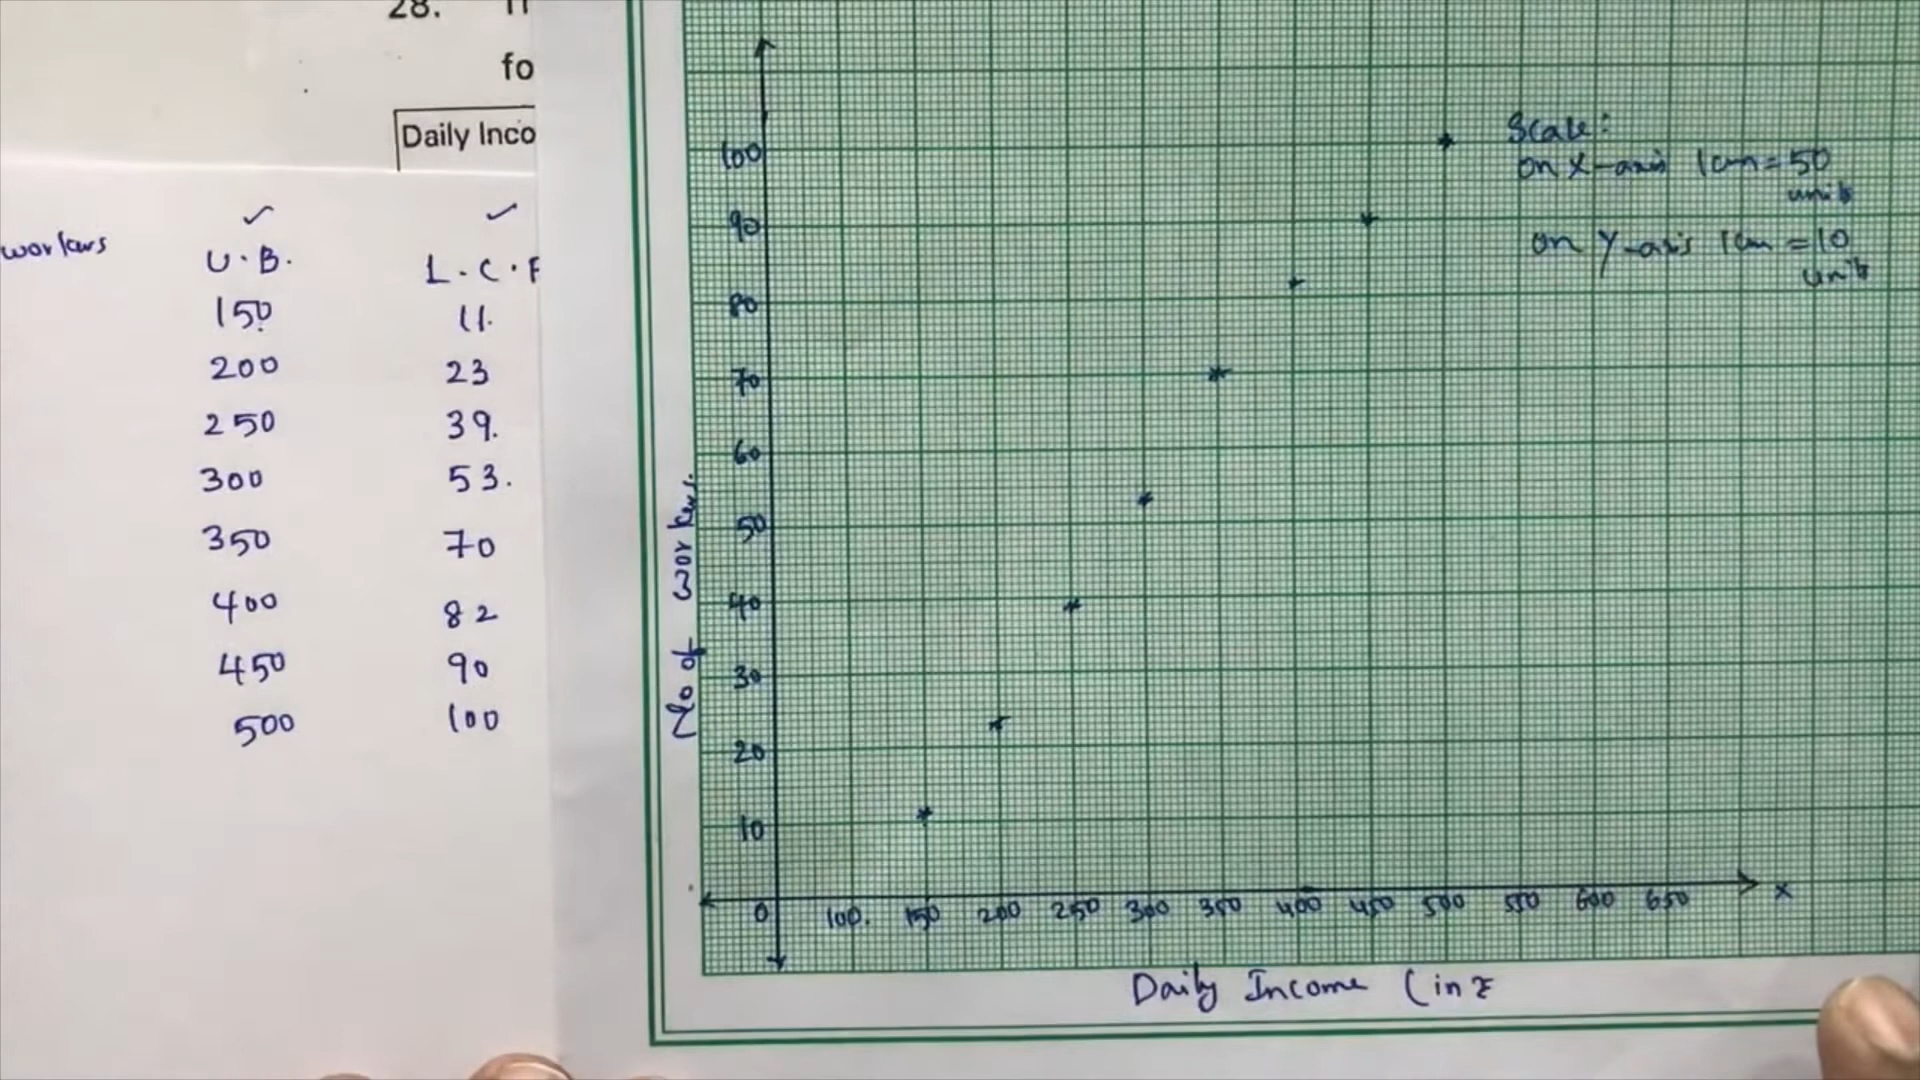 28.
fo
Daily Inco
workers
U.B. L.C.F
150 11.
200 23
250 39.
300 53.
350 70
400 82
450 90
500 100
Scale:
on X-axis 1cm = 50
units
on Y-axis 1cm = 10
units
100
90
80
70
60
50
40
30
20
10
No of workers.
0 100. 150 200 250 300 350 400 450 500 550 600 650 x
Daily Income (in ₹